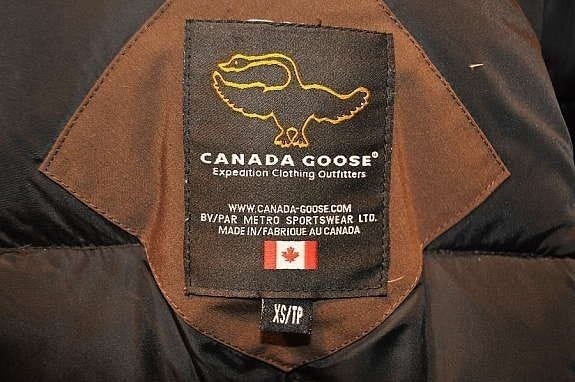 CANADA GOOSE®
Expedition Clothing Outfitters
WWW.CANADA-GOOSE.COM
BY/PAR METRO SPORTSWEAR LTD.
MADE IN/FABRIQUE AU CANADA
XS/TP